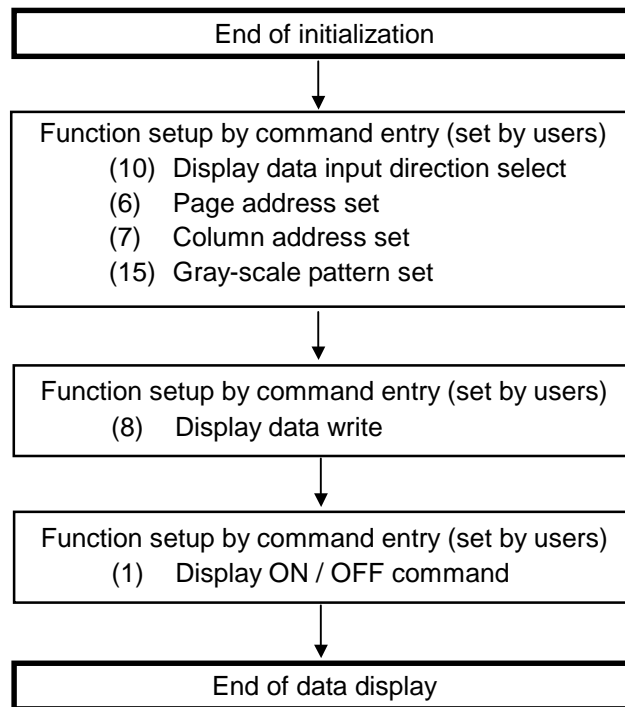 End of initialization
Function setup by command entry (set by users)
(10) Display data input direction select
(6) Page address set
(7) Column address set
(15) Gray-scale pattern set
Function setup by command entry (set by users)
(8) Display data write
Function setup by command entry (set by users)
(1) Display ON / OFF command
End of data display